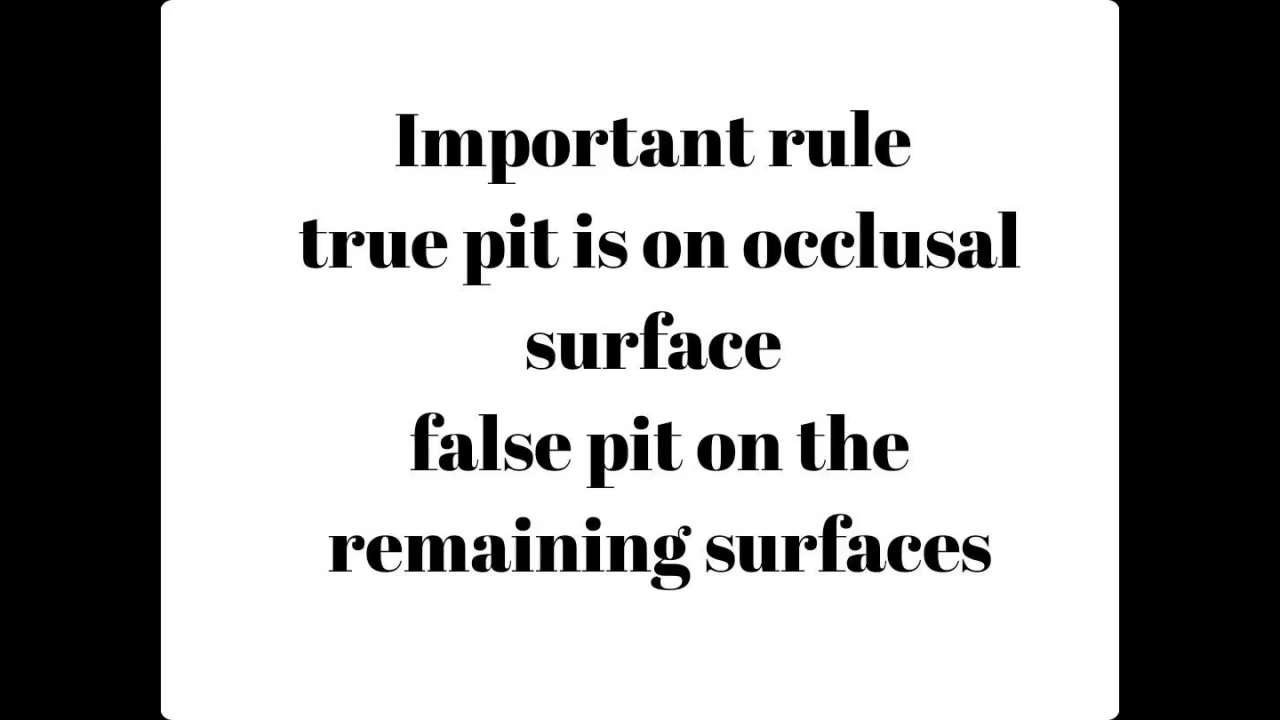 Important rule
true pit is on occlusal
surface
false pit on the
remaining surfaces